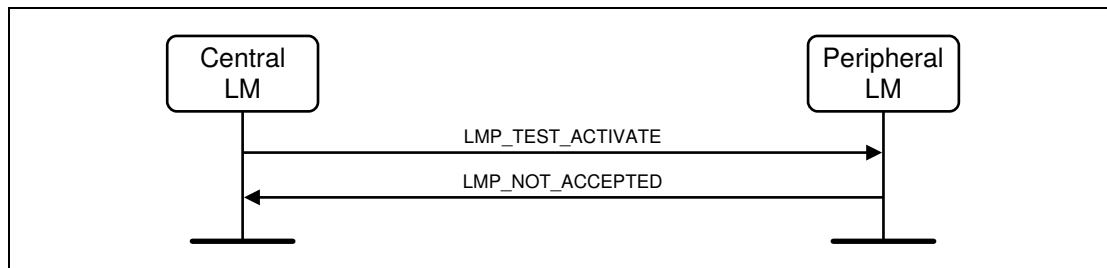 Central
LM
Peripheral
LM
LMP_TEST_ACTIVATE
LMP_NOT_ACCEPTED